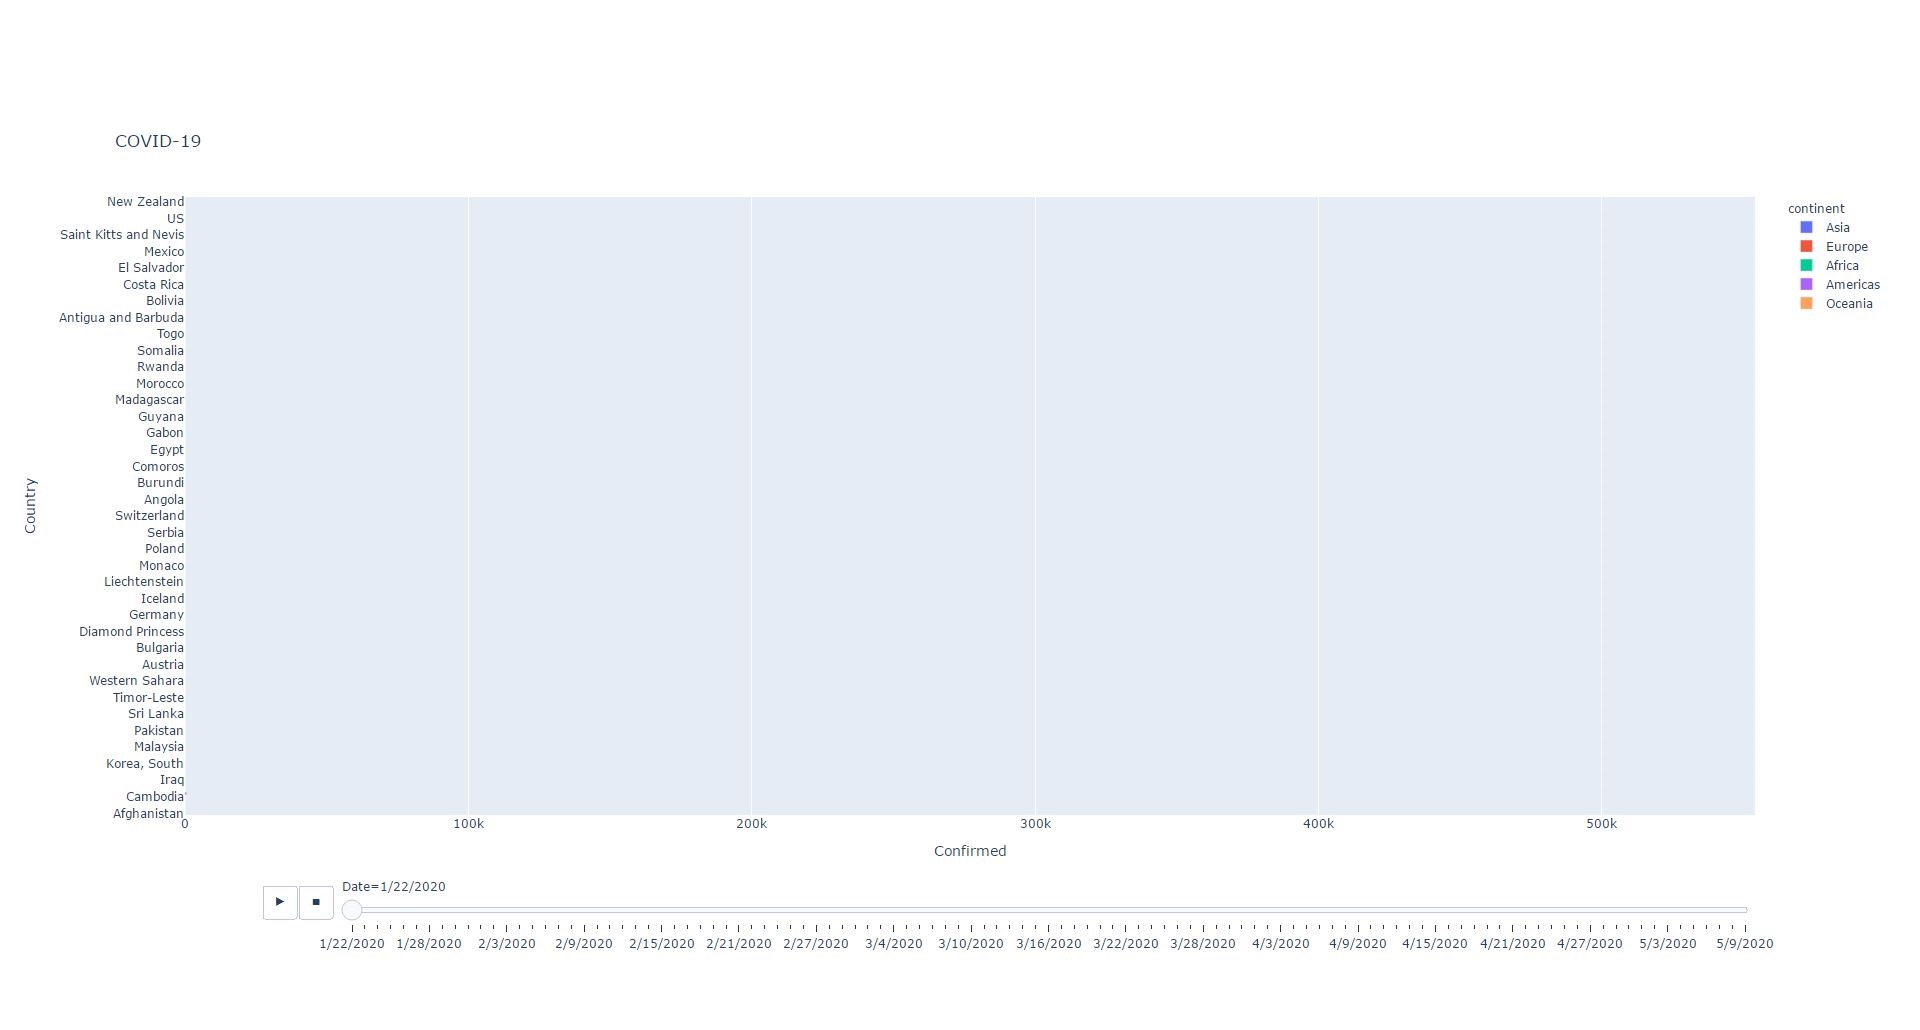 COVID-19
New Zealand
US
Saint Kitts and Nevis
Mexico
El Salvador
Costa Rica
Bolivia
Antigua and Barbuda
Togo
Somalia
Rwanda
Morocco
Madagascar
Guyana
Gabon
Egypt
Comoros
Burundi
Angola
Switzerland
Serbia
Poland
Monaco
Liechtenstein
Iceland
Germany
Diamond Princess
Bulgaria
Austria
Western Sahara
Timor-Leste
Sri Lanka
Pakistan
Malaysia
Korea, South
Iraq
Cambodia
Afghanistan
Country
0 100k 200k 300k 400k 500k
Confirmed
continent
Asia
Europe
Africa
Americas
Oceania
Date=1/22/2020
1/22/2020 1/28/2020 2/3/2020 2/9/2020 2/15/2020 2/21/2020 2/27/2020 3/4/2020 3/10/2020 3/16/2020 3/22/2020 3/28/2020 4/3/2020 4/9/2020 4/15/2020 4/21/2020 4/27/2020 5/3/2020 5/9/2020